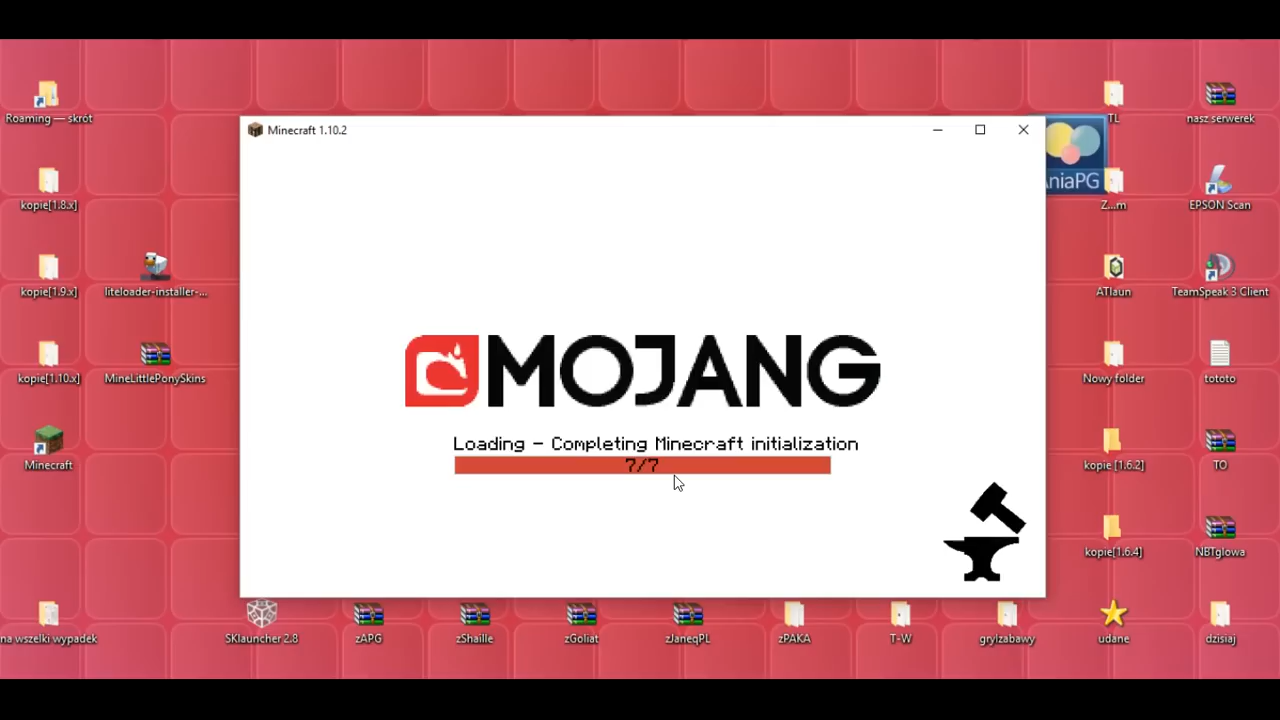 Minecraft 1.10.2
MOJANG
Loading - Completing Minecraft initialization
7/7
Roaming — skrót
kopie[1.8.x]
kopie[1.9.x]
liteloader-installer-...
kopie[1.10.x]
MineLittlePonySkins
Minecraft
na wszelki wypadek
SKlauncher 2.8
zAPG
zShaille
zGoliat
zJaneqPL
zPAKA
T-W
gryIzabawy
udane
dzisiaj
TL
nasz serwerek
niaPG
Z...m
EPSON Scan
ATlaun
TeamSpeak 3 Client
Nowy folder
tototo
kopie [1.6.2]
TO
kopie[1.6.4]
NBTglowa